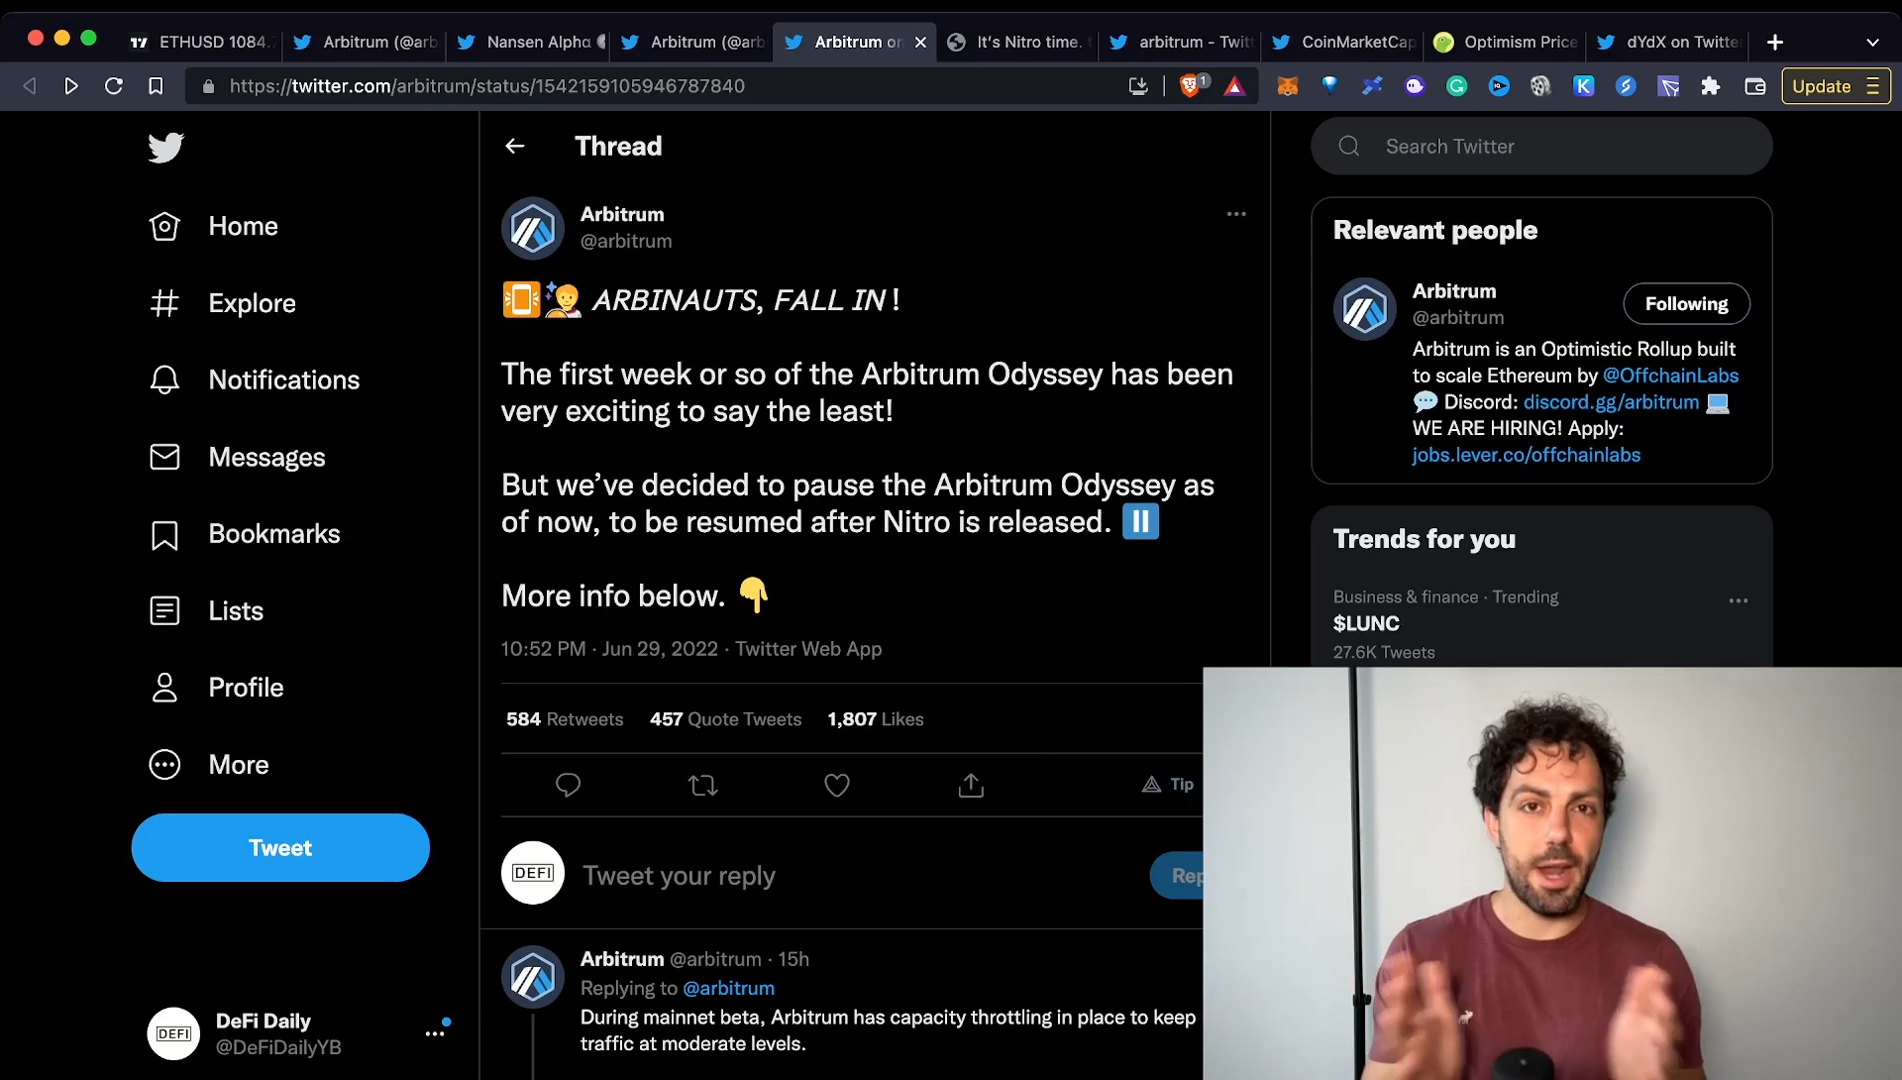 ETHUSD 1084.
Arbitrum (@arb
Nansen Alpha
Arbitrum (@arb
Arbitrum on
It's Nitro time.
arbitrum - Twitt
CoinMarketCap
Optimism Price
dYdX on Twitte
https://twitter.com/arbitrum/status/1542159105946787840
1
Update
Home
Explore
Notifications
Messages
Bookmarks
Lists
Profile
More
Tweet
DeFi Daily
@DeFiDailyYB
DEFI
Thread
Arbitrum
@arbitrum
ARBINAUTS, FALL IN !
The first week or so of the Arbitrum Odyssey has been
very exciting to say the least!
But we've decided to pause the Arbitrum Odyssey as
of now, to be resumed after Nitro is released.
More info below.
10:52 PM · Jun 29, 2022 · Twitter Web App
584 Retweets 457 Quote Tweets 1,807 Likes
Tip
DEFI
Tweet your reply
Rep
Arbitrum @arbitrum · 15h
Replying to @arbitrum
During mainnet beta, Arbitrum has capacity throttling in place to keep
traffic at moderate levels.
Search Twitter
Relevant people
Arbitrum
@arbitrum
Following
Arbitrum is an Optimistic Rollup built
to scale Ethereum by @OffchainLabs
Discord: discord.gg/arbitrum
WE ARE HIRING! Apply:
jobs.lever.co/offchainlabs
Trends for you
Business & finance · Trending
$LUNC
27.6K Tweets